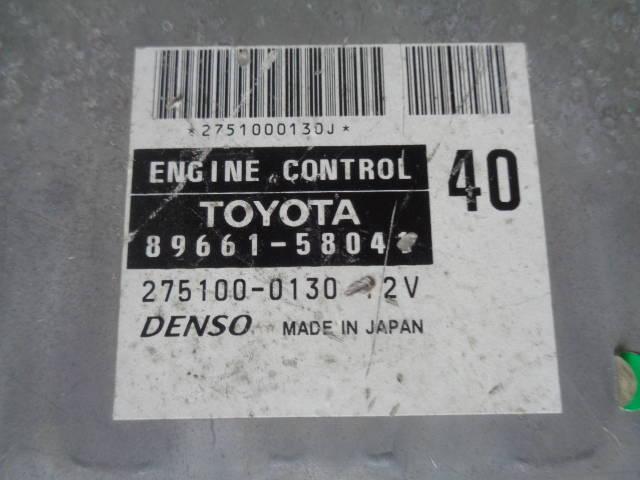 *2751000130J*
ENGINE CONTROL
40
TOYOTA
275100-0130
DENSO MADE IN JAPAN